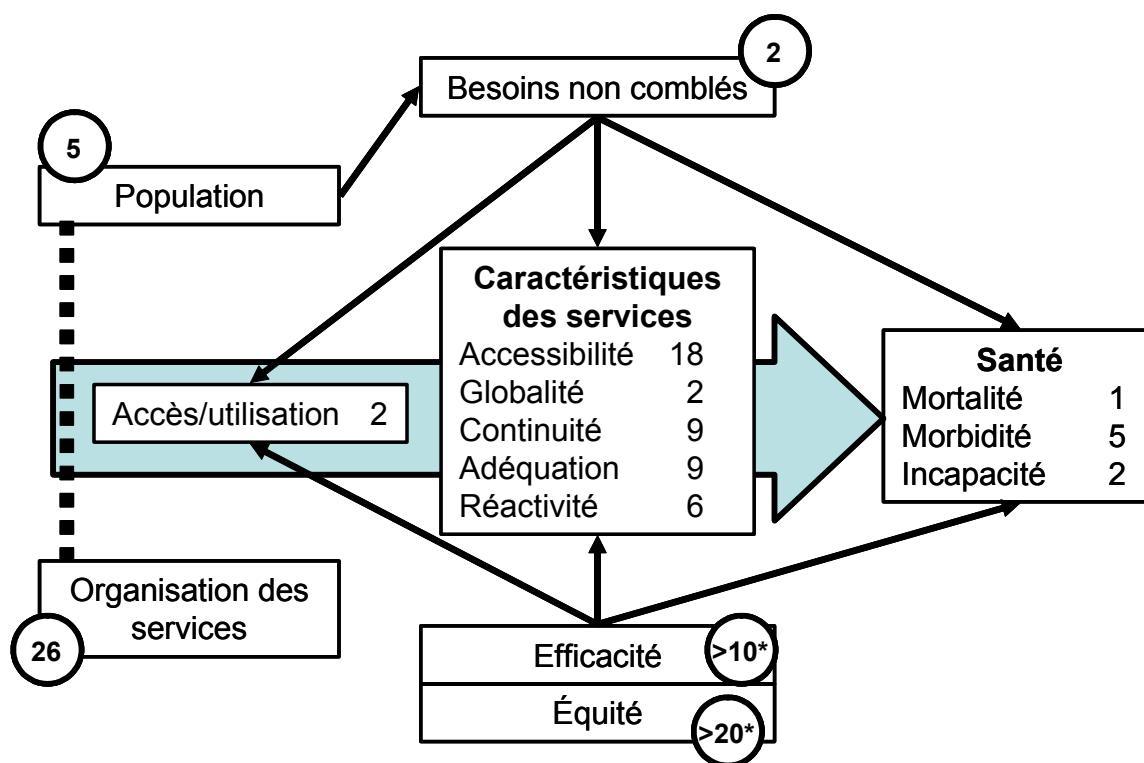 2
Besoins non comblés
5
Population
Caractéristiques
des services
Accessibilité 18
Globalité 2
Continuité 9
Adéquation 9
Réactivité 6
Accès/utilisation 2
Santé
Mortalité 1
Morbidité 5
Incapacité 2
Organisation des
services
26
Efficacité >10*
Équité >20*